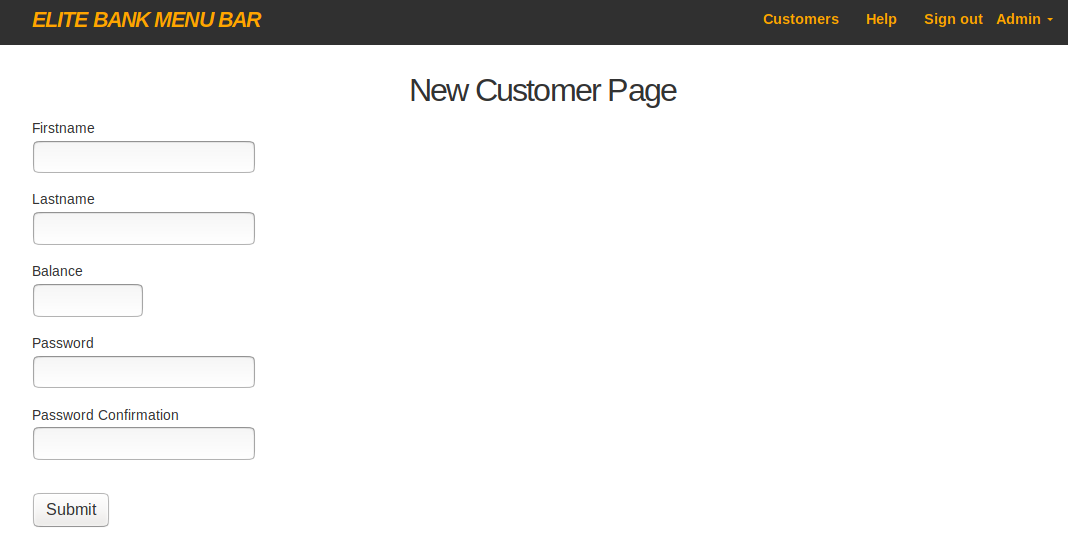 ELITE BANK MENU BAR
Customers Help Sign out Admin
New Customer Page
Firstname
Lastname
Balance
Password
Password Confirmation
Submit